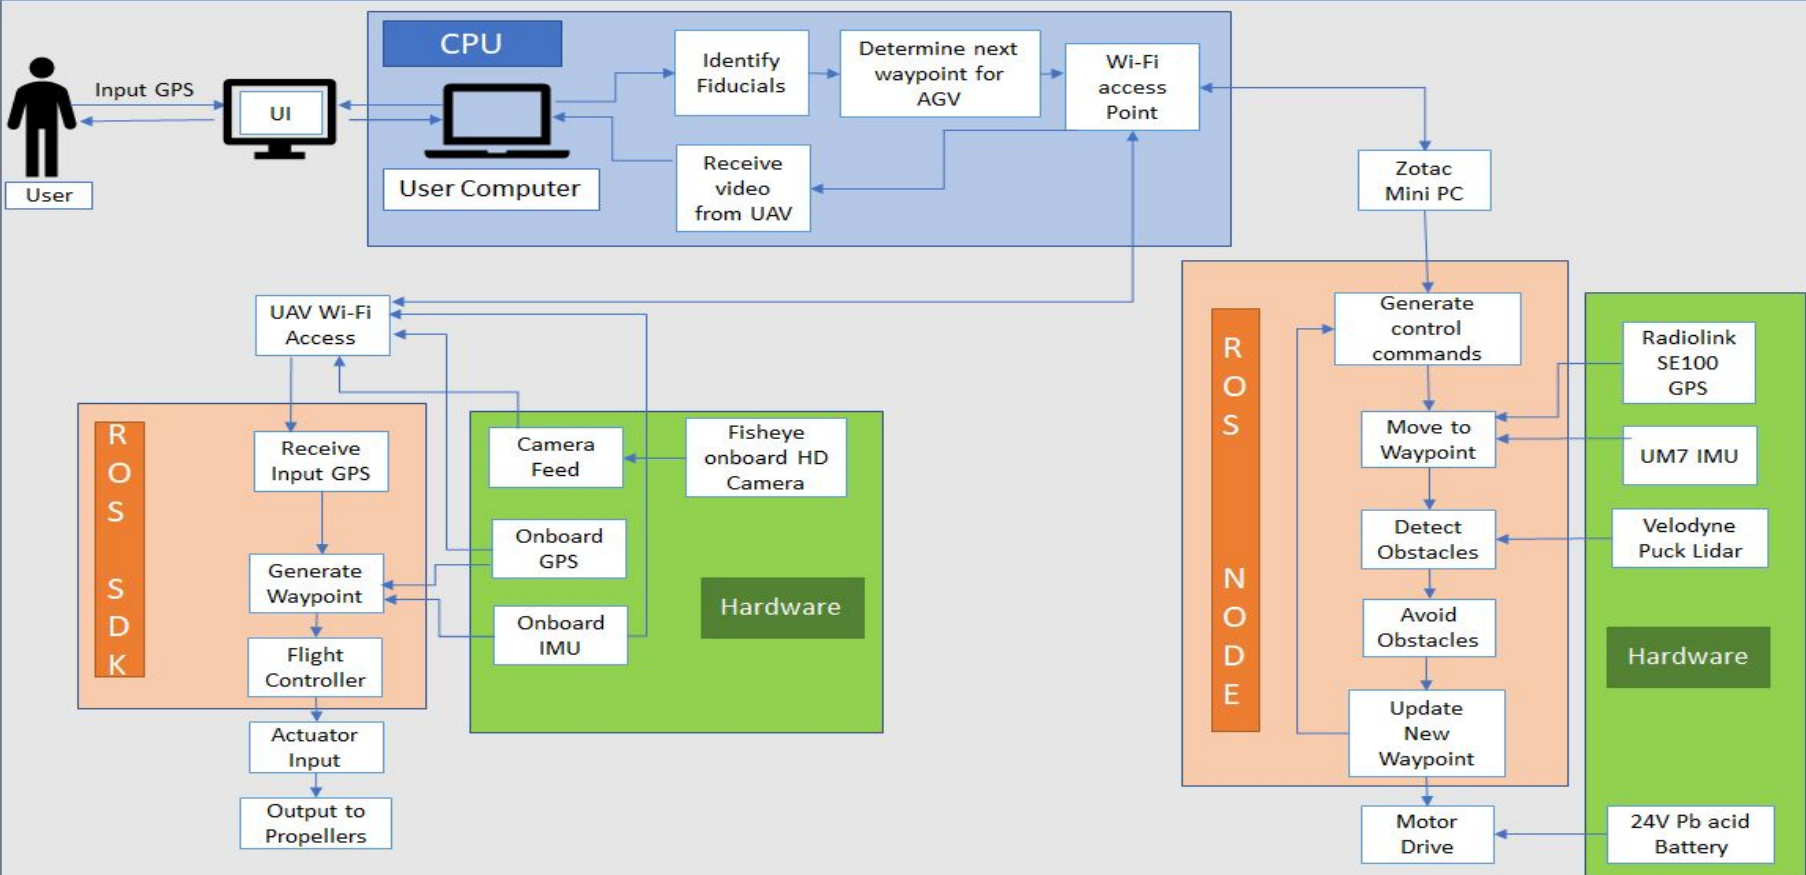 CPU
Input GPS
UI
User
User Computer
Identify
Fiducials
Determine next
waypoint for
AGV
Wi-Fi
access
Point
Receive
video
from UAV
Zotac
Mini PC
UAV Wi-Fi
Access
R
O
S
S
D
K
Receive
Input GPS
Generate
Waypoint
Flight
Controller
Actuator
Input
Output to
Propellers
Camera
Feed
Fisheye
onboard HD
Camera
Onboard
GPS
Onboard
IMU
Hardware
R
O
S
N
O
D
E
Generate
control
commands
Move to
Waypoint
Detect
Obstacles
Avoid
Obstacles
Update
New
Waypoint
Motor
Drive
Radiolink
SE100
GPS
UM7 IMU
Velodyne
Puck Lidar
Hardware
24V Pb acid
Battery